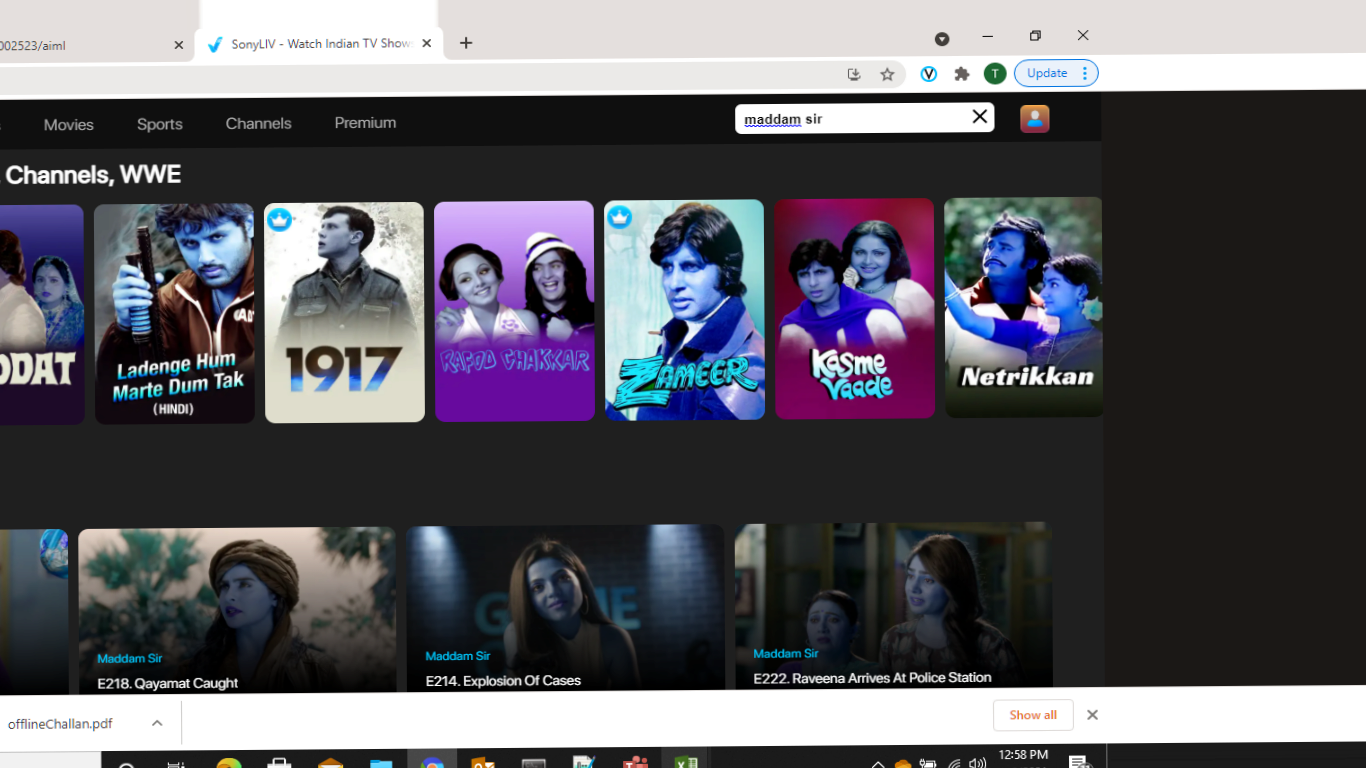 002523/aiml
SonyLIV - Watch Indian TV Show
Update
T
Movies
Sports
Channels
Premium
maddam sir
Channels, WWE
DDAT
Ladenge Hum
Marte Dum Tak
(HINDI)
1917
RAFOO CHAKKAR
ZAMEER
Kasme
Vaade
Netrikkan
Maddam Sir
E218. Qayamat Caught
Maddam Sir
E214. Explosion Of Cases
Maddam Sir
E222. Raveena Arrives At Police Station
offlineChallan.pdf
Show all
12:58 PM